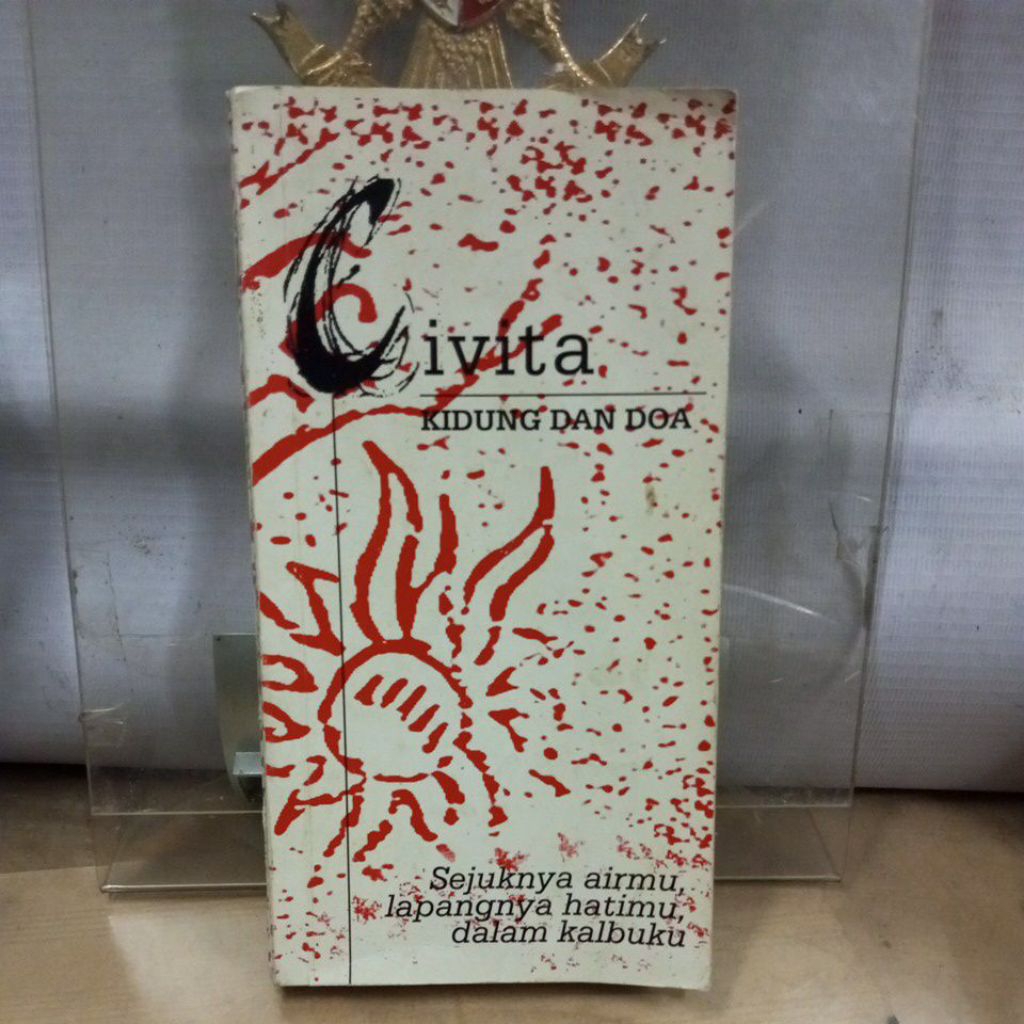 Civita
KIDUNG DAN DOA
Sejuknya airmu,
lapangnya hatimu,
dalam kalbuku